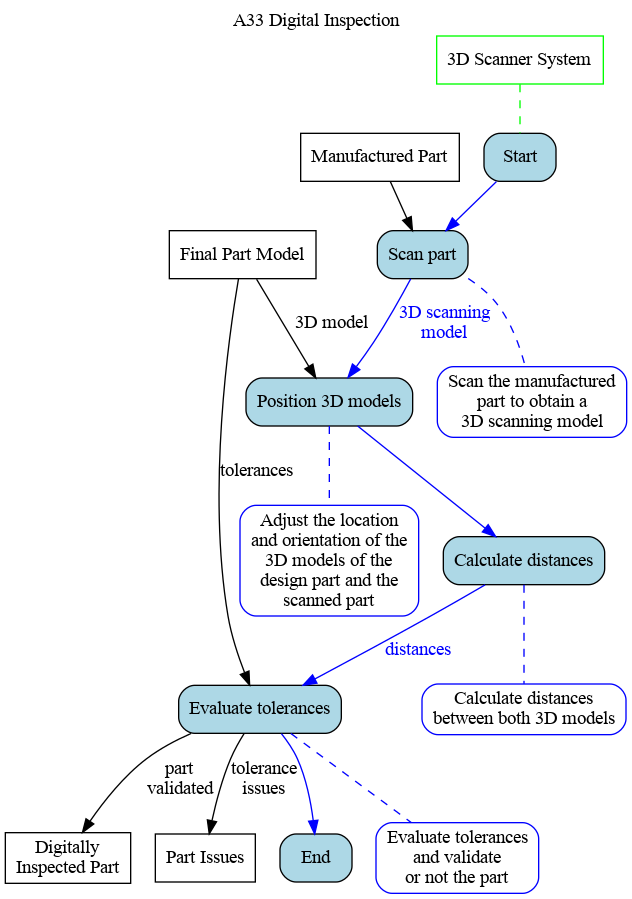 A33 Digital Inspection
3D Scanner System
Manufactured Part
Start
Final Part Model
Scan part
3D model
3D scanning
model
Scan the manufactured
part to obtain a
3D scanning model
Position 3D models
tolerances
Adjust the location
and orientation of the
3D models of the
design part and the
scanned part
Calculate distances
distances
Calculate distances
between both 3D models
Evaluate tolerances
part
validated
tolerance
issues
Digitally
Inspected Part
Part Issues
End
Evaluate tolerances
and validate
or not the part